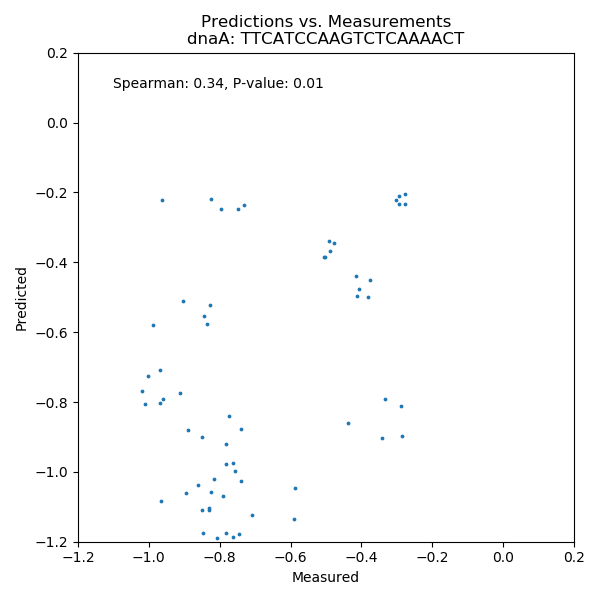 Predictions vs. Measurements
dnaA: TTCATCCAAGTCTCAAAACT
Spearman: 0.34, P-value: 0.01
0.2
0.0
−0.2
−0.4
−0.6
−0.8
−1.0
−1.2
Predicted
−1.2 −1.0 −0.8 −0.6 −0.4 −0.2 0.0 0.2
Measured